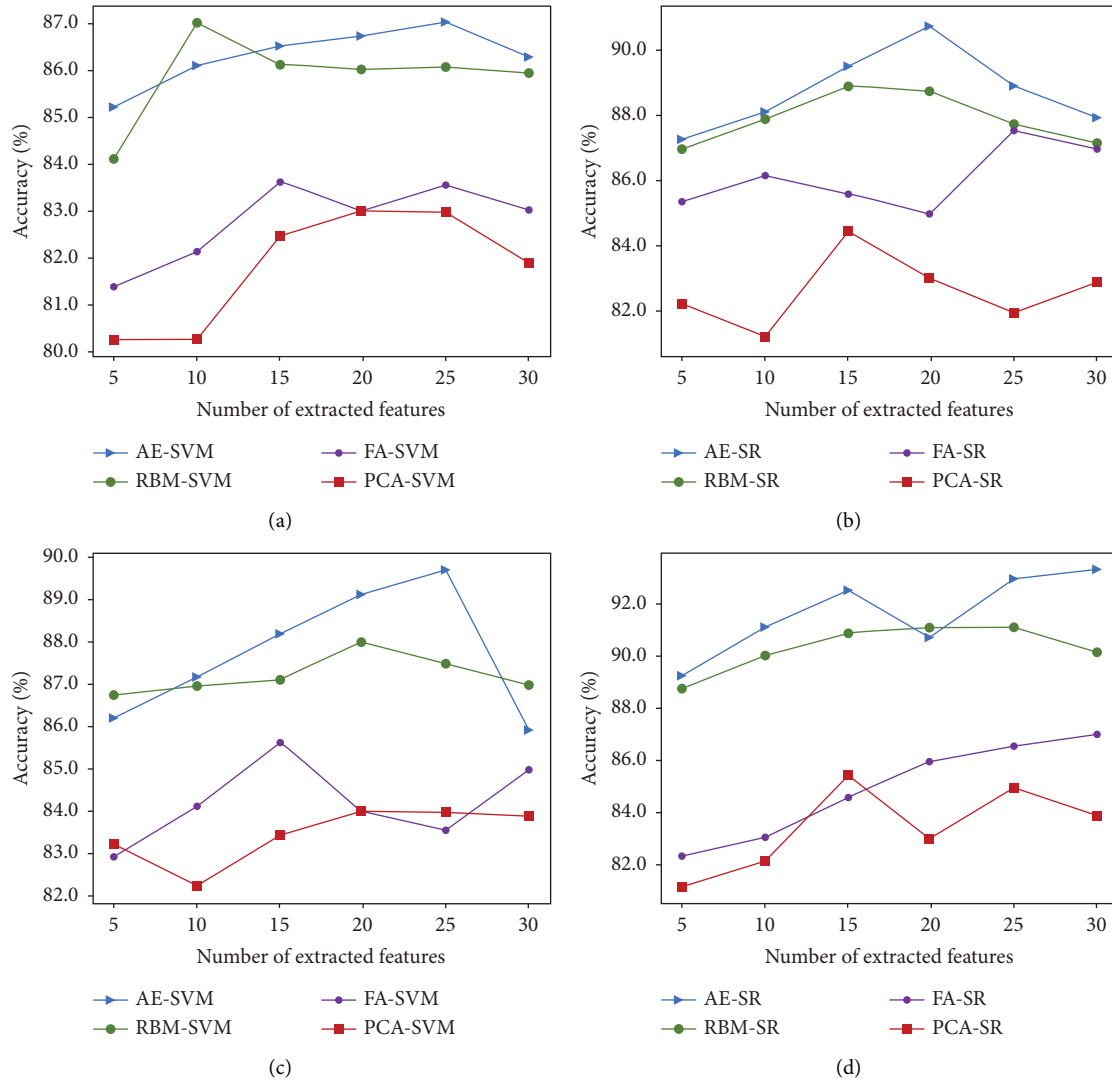 87.0
86.0
85.0
84.0
83.0
82.0
81.0
80.0
Accuracy (%)
5 10 15 20 25 30
Number of extracted features
AE-SVM FA-SVM
RBM-SVM PCA-SVM
(a)
90.0
88.0
86.0
84.0
82.0
Accuracy (%)
5 10 15 20 25 30
Number of extracted features
AE-SR FA-SR
RBM-SR PCA-SR
(b)
90.0
89.0
88.0
87.0
86.0
85.0
84.0
83.0
82.0
Accuracy (%)
5 10 15 20 25 30
Number of extracted features
AE-SVM FA-SVM
RBM-SVM PCA-SVM
(c)
92.0
90.0
88.0
86.0
84.0
82.0
Accuracy (%)
5 10 15 20 25 30
Number of extracted features
AE-SR FA-SR
RBM-SR PCA-SR
(d)